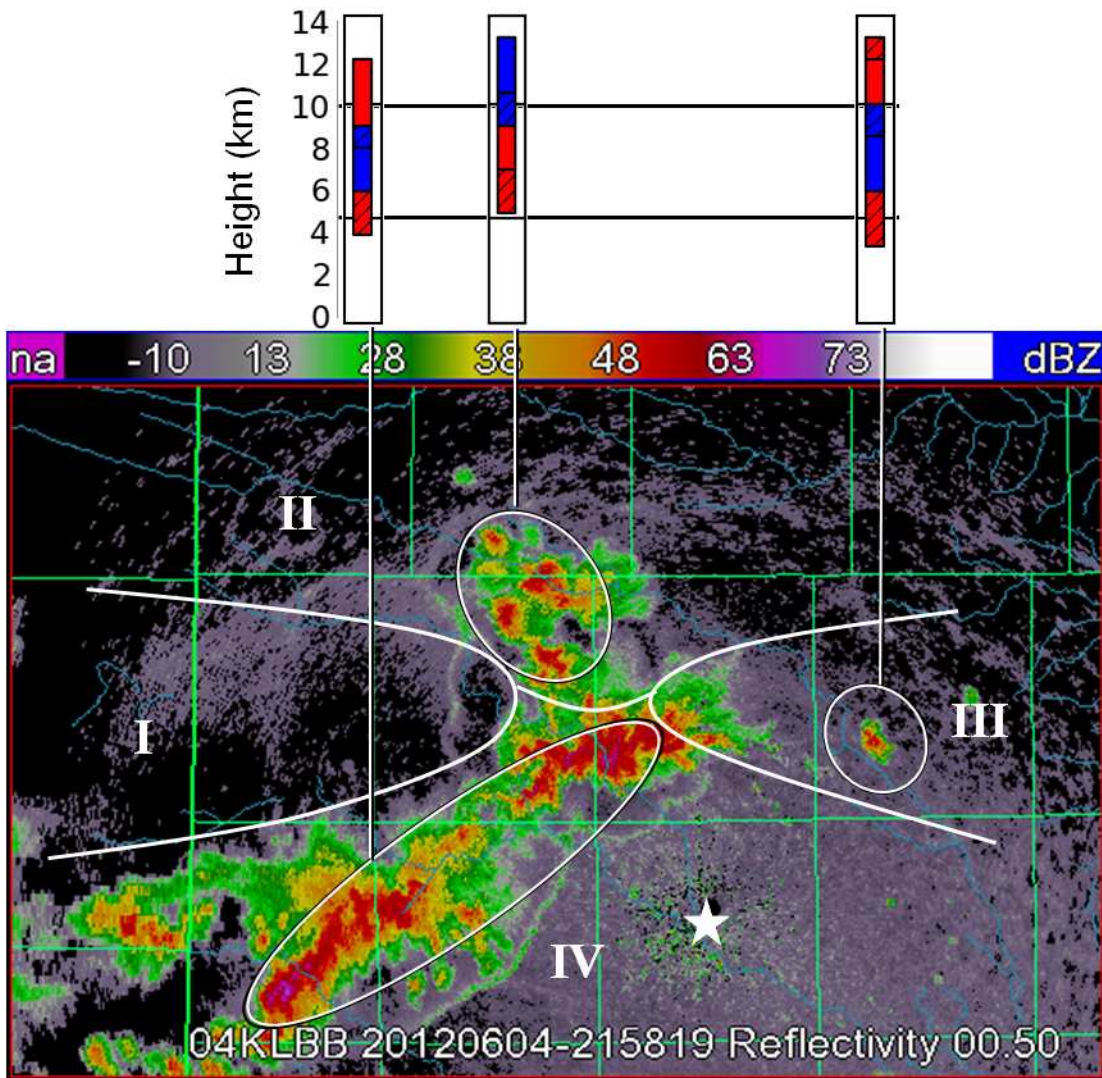 14
12
10
8
6
4
2
0
Height (km)
na -10 13 28 38 48 63 73 dBZ
II
I
III
IV
04KLBB 20120604-215819 Reflectivity 00.50